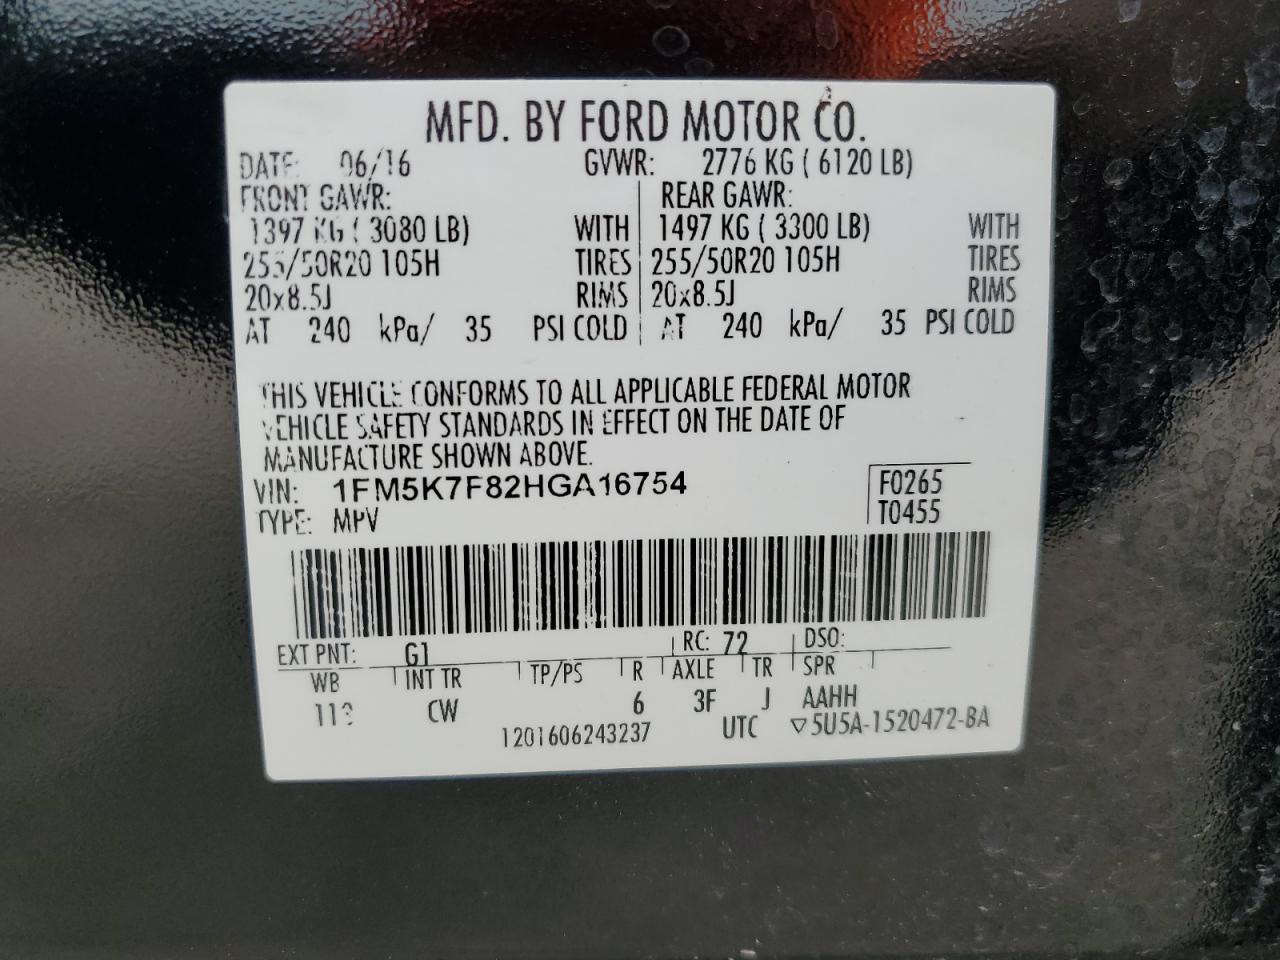 MFD. BY FORD MOTOR CO.
DATE: 06/16 GVWR: 2776 KG ( 6120 LB)
FRONT GAWR: REAR GAWR:
1397 KG ( 3080 LB) WITH 1497 KG ( 3300 LB) WITH
255/50R20 105H TIRES 255/50R20 105H TIRES
20x8.5J RIMS 20x8.5J RIMS
AT 240 kPa/ 35 PSI COLD AT 240 kPa/ 35 PSI COLD
THIS VEHICLE CONFORMS TO ALL APPLICABLE FEDERAL MOTOR
VEHICLE SAFETY STANDARDS IN EFFECT ON THE DATE OF
MANUFACTURE SHOWN ABOVE.
VIN: 1FM5K7F82HGA16754 F0265
TYPE: MPV T0455
EXT PNT: G1 RC: 72 DSO:
WB INT TR TP/PS R AXLE TR SPR
CW 6 3F J AAHH
1201606243237 UTC ▽5U5A-1520472-BA